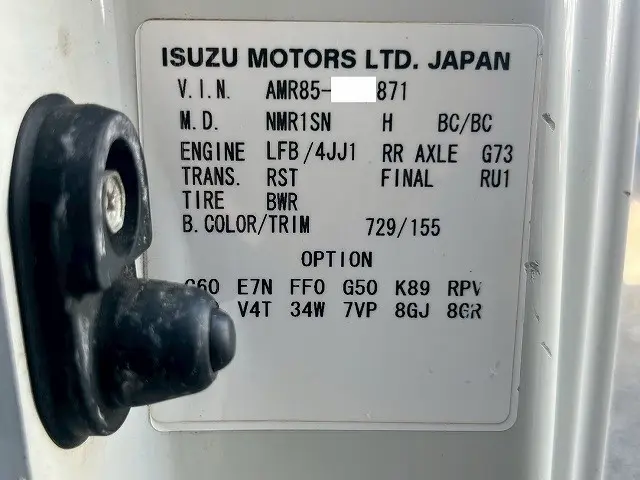 ISUZU MOTORS LTD. JAPAN
V.I.N. AMR85- 871
M.D. NMR1SN H BC/BC
ENGINE LFB/4JJ1 RR AXLE G73
TRANS. RST FINAL RU1
TIRE BWR
B.COLOR/TRIM 729/155
OPTION
E7N FF0 G50 K89 RPV
V4T 34W 7VP 8GJ 8GR